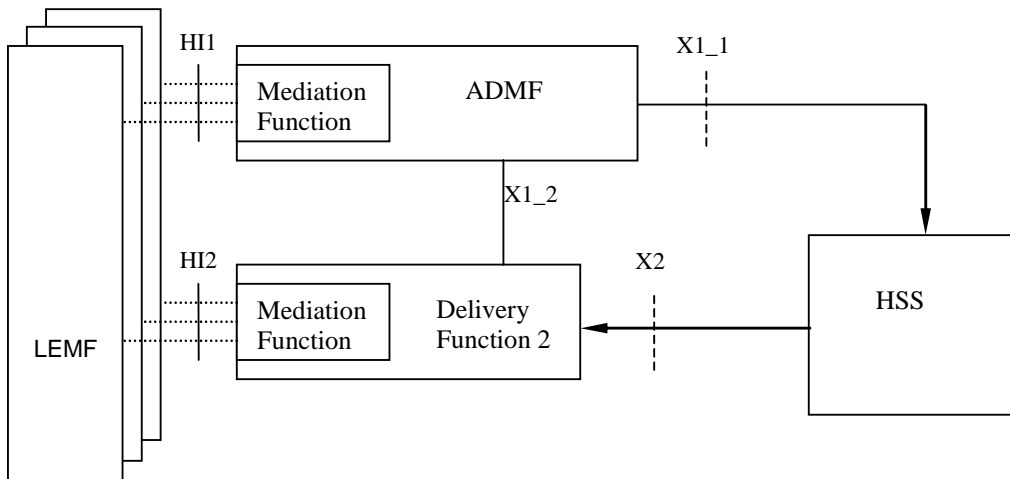 HI1
X1_1
Mediation
Function
ADMF
X1_2
HI2
X2
Mediation
Function
Delivery
Function 2
HSS
LEMF